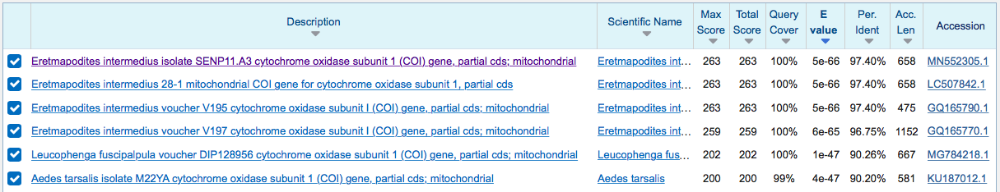 Description Scientific Name Max Score Total Score Query Cover E value Per. Ident Acc. Len Accession
Eretmapodites intermedius isolate SENP11.A3 cytochrome oxidase subunit 1 (COI) gene, partial cds; mitochondrial Eretmapodites int... 263 263 100% 5e-66 97.40% 658 MN552305.1
Eretmapodites intermedius 28-1 mitochondrial COI gene for cytochrome oxidase subunit 1, partial cds Eretmapodites int... 263 263 100% 5e-66 97.40% 658 LC507842.1
Eretmapodites intermedius voucher V195 cytochrome oxidase subunit I (COI) gene, partial cds; mitochondrial Eretmapodites int... 263 263 100% 5e-66 97.40% 475 GQ165790.1
Eretmapodites intermedius voucher V197 cytochrome oxidase subunit I (COI) gene, partial cds; mitochondrial Eretmapodites int... 259 259 100% 6e-65 96.75% 1152 GQ165770.1
Leucophenga fuscipalpula voucher DIP128956 cytochrome oxidase subunit 1 (COI) gene, partial cds; mitochondrial Leucophenga fus... 202 202 100% 1e-47 90.26% 667 MG784218.1
Aedes tarsalis isolate M22YA cytochrome oxidase subunit 1 (COI) gene, partial cds; mitochondrial Aedes tarsalis 200 200 99% 4e-47 90.20% 581 KU187012.1